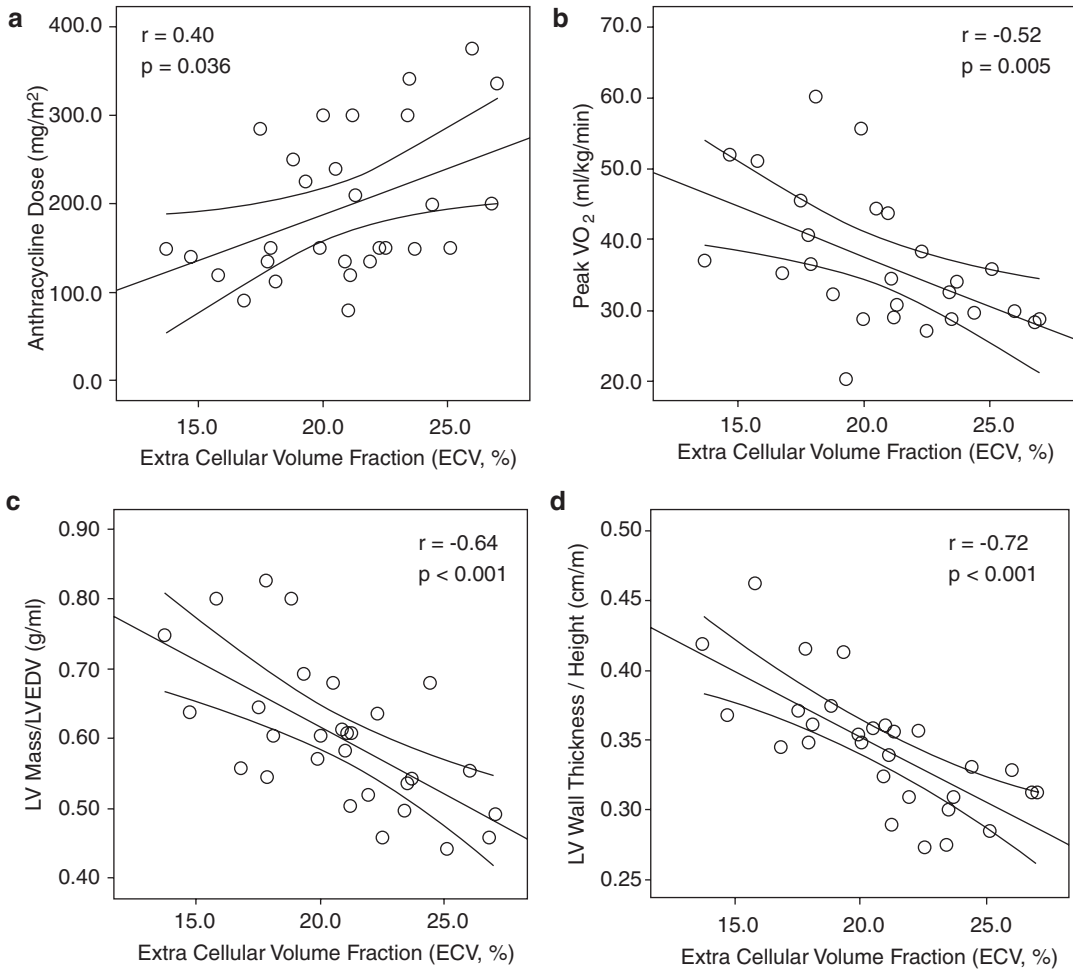 a
r = 0.40
p = 0.036
400.0
300.0
200.0
100.0
0.0
Anthracycline Dose (mg/m²)
15.0 20.0 25.0
Extra Cellular Volume Fraction (ECV, %)
b
r = -0.52
p = 0.005
60.0
50.0
40.0
30.0
20.0
Peak VO₂ (ml/kg/min)
15.0 20.0 25.0
Extra Cellular Volume Fraction (ECV, %)
c
r = -0.64
p < 0.001
0.90
0.80
0.70
0.60
0.50
0.40
LV Mass/LVEDV (g/ml)
15.0 20.0 25.0
Extra Cellular Volume Fraction (ECV, %)
d
r = -0.72
p < 0.001
0.50
0.45
0.40
0.35
0.30
0.25
LV Wall Thickness / Height (cm/m)
15.0 20.0 25.0
Extra Cellular Volume Fraction (ECV, %)